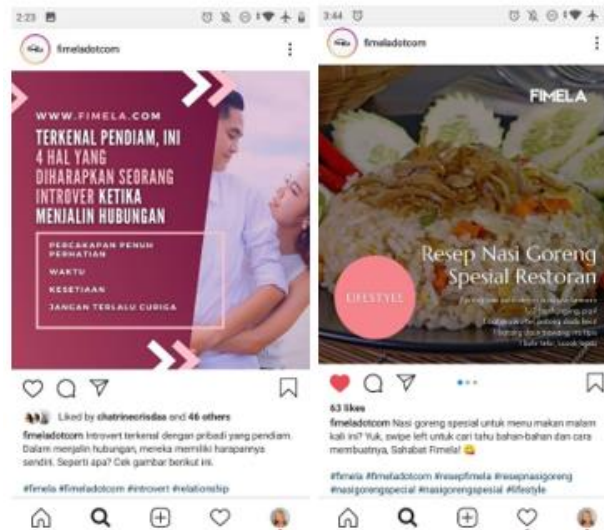 2:23
fimeladotcom
WWW.FIMELA.COM
TERKENAL PENDIAM, INI
4 HAL YANG
DIHARAPKAN SEORANG
INTROVER KETIKA
MENJALIN HUBUNGAN
PERCAKAPAN PENUH
PERHATIAN
WAKTU
KESETIAAN
JANGAN TERLALU CURIGA
Liked by chatrinecrisdaa and 46 others
fimeladotcom Introvert terkenal dengan pribadi yang pendiam.
Dalam menjalin hubungan, mereka memiliki harapannya
sendiri. Seperti apa? Cek gambar berikut ini.
#fimela #fimeladotcom #introvert #relationship
3:44
fimeladotcom
FIMELA
Resep Nasi Goreng
Spesial Restoran
LIFESTYLE
63 likes
fimeladotcom Nasi goreng spesial untuk menu makan malam
kali ini? Yuk, swipe left untuk cari tahu bahan-bahan dan cara
membuatnya, Sahabat Fimela! 😋
#fimela #fimeladotcom #resepfimela #resepnasigoreng
#nasigorengspecial #nasigorengspesial #lifestyle